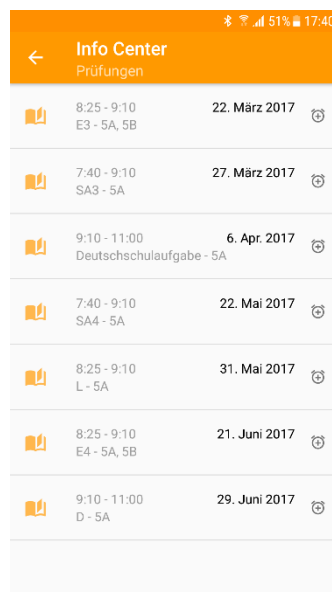 51% 17:40
Info Center
Prüfungen
8:25 - 9:10 22. März 2017
E3 - 5A, 5B
7:40 - 9:10 27. März 2017
SA3 - 5A
9:10 - 11:00 6. Apr. 2017
Deutschschulaufgabe - 5A
7:40 - 9:10 22. Mai 2017
SA4 - 5A
8:25 - 9:10 31. Mai 2017
L - 5A
8:25 - 9:10 21. Juni 2017
E4 - 5A, 5B
9:10 - 11:00 29. Juni 2017
D - 5A